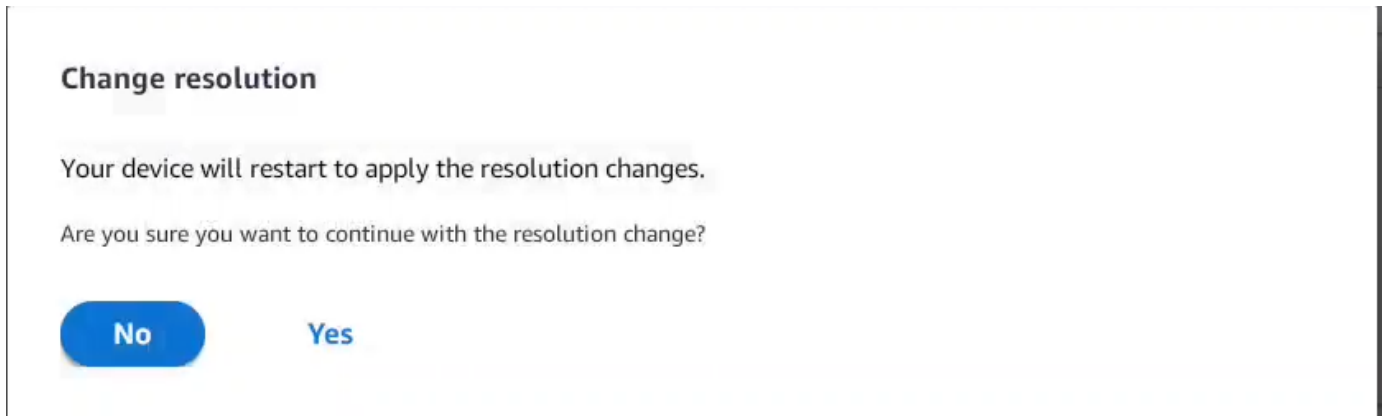 Change resolution
Your device will restart to apply the resolution changes.
Are you sure you want to continue with the resolution change?
No Yes